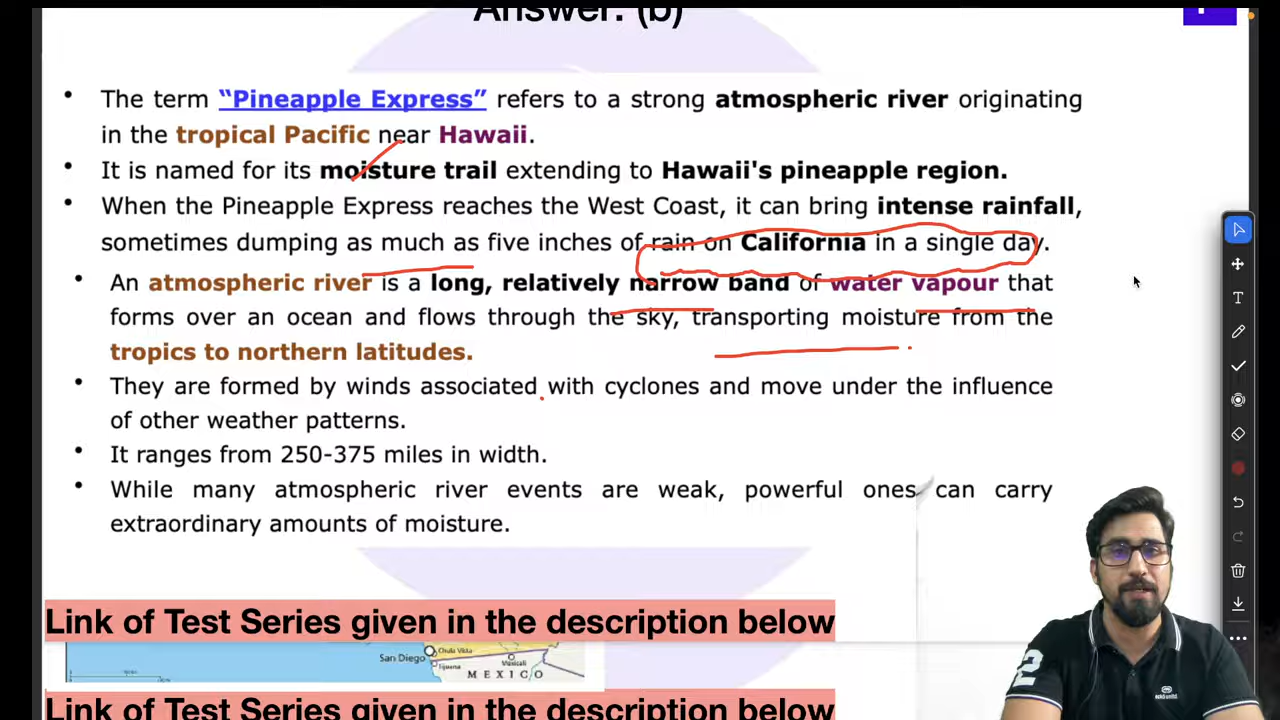 Answer: (b)
• The term “Pineapple Express” refers to a strong atmospheric river originating
in the tropical Pacific near Hawaii.
• It is named for its moisture trail extending to Hawaii's pineapple region.
• When the Pineapple Express reaches the West Coast, it can bring intense rainfall,
sometimes dumping as much as five inches of rain on California in a single day.
• An atmospheric river is a long, relatively narrow band of water vapour that
forms over an ocean and flows through the sky, transporting moisture from the
tropics to northern latitudes.
• They are formed by winds associated with cyclones and move under the influence
of other weather patterns.
• It ranges from 250-375 miles in width.
• While many atmospheric river events are weak, powerful ones can carry
extraordinary amounts of moisture.
Link of Test Series given in the description below
San Diego
Chula Vista
Tijuana
Mexicali
MEXICO
Link of Test Series given in the description below
2